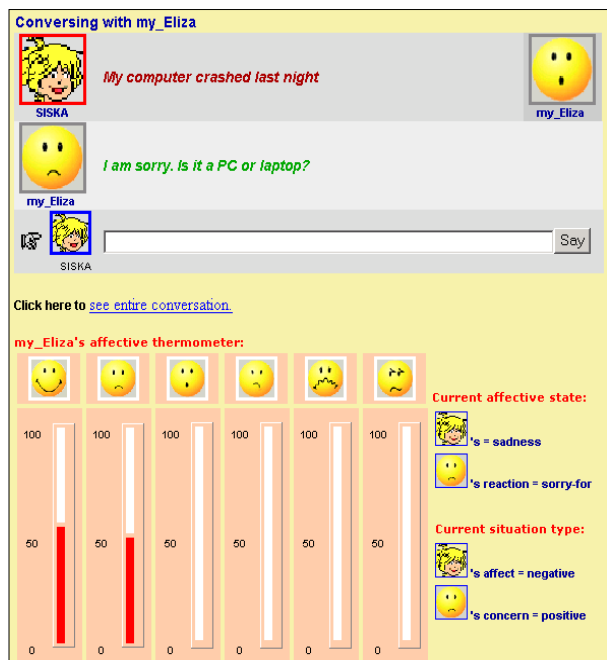 Conversing with my_Eliza
My computer crashed last night
SISKA
my_Eliza
I am sorry. Is it a PC or laptop?
my_Eliza
Say
SISKA
Click here to see entire conversation.
my_Eliza's affective thermometer:
Current affective state:
's = sadness
's reaction = sorry-for
Current situation type:
's affect = negative
's concern = positive
100 100 100 100 100 100
50 50 50 50 50 50
0 0 0 0 0 0